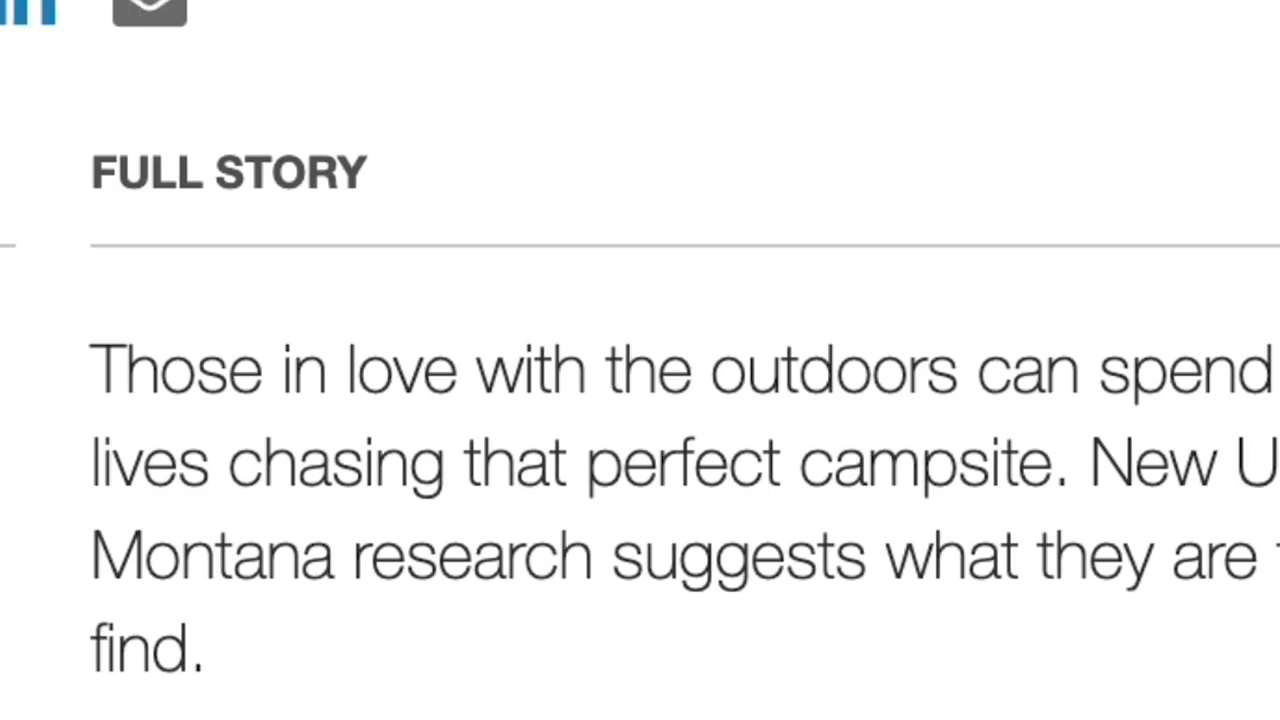 FULL STORY
Those in love with the outdoors can spend
lives chasing that perfect campsite. New
Montana research suggests what they are
find.